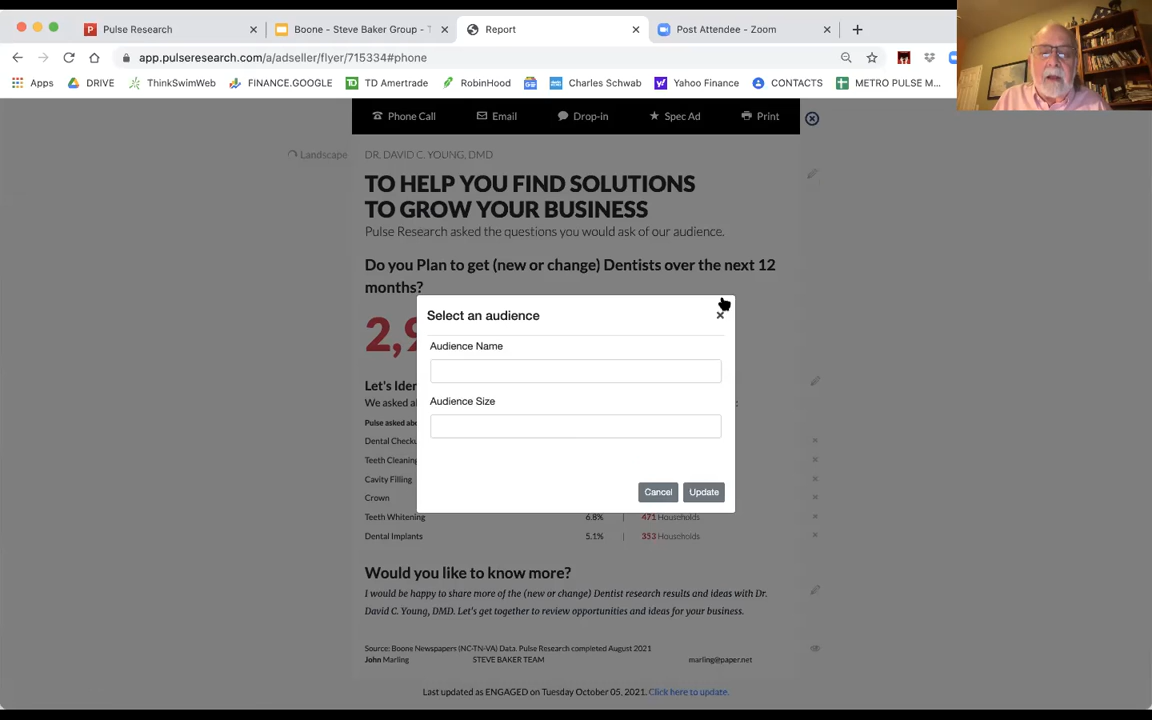 Pulse Research
Boone - Steve Baker Group - T
Report
Post Attendee - Zoom
app.pulseresearch.com/a/adseller/flyer/715334#phone
Apps
DRIVE
ThinkSwimWeb
FINANCE.GOOGLE
TD Amertrade
RobinHood
Charles Schwab
Yahoo Finance
CONTACTS
METRO PULSE M...
Phone Call
Email
Drop-in
Spec Ad
Print
Landscape
DR. DAVID C. YOUNG, DMD
TO HELP YOU FIND SOLUTIONS
TO GROW YOUR BUSINESS
Pulse Research asked the questions you would ask of our audience.
Do you Plan to get (new or change) Dentists over the next 12
months?
2,9
Select an audience
Audience Name
Audience Size
Cancel
Update
Let's Iden
We asked al
Pulse asked abo
Dental Checku
Teeth Cleaning
Cavity Filling
Crown
Teeth Whitening 6.8% | 471 Households
Dental Implants 5.1% | 353 Households
Would you like to know more?
I would be happy to share more of the (new or change) Dentist research results and ideas with Dr.
David C. Young, DMD. Let's get together to review opportunities and ideas for your business.
Source: Boone Newspapers (NC-TN-VA) Data. Pulse Research completed August 2021
John Marling STEVE BAKER TEAM marling@paper.net
Last updated as ENGAGED on Tuesday October 05, 2021. Click here to update.